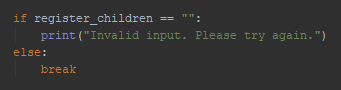 if register_children == "":
    print("Invalid input. Please try again.")
else:
    break